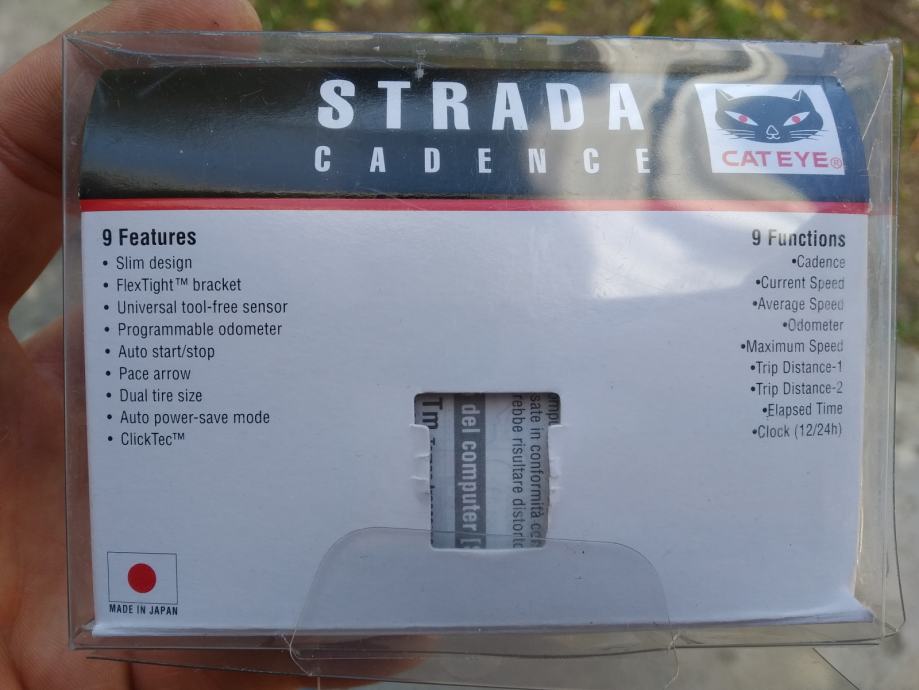 STRADA
CADENCE
CATEYE®
9 Features
• Slim design
• FlexTight™ bracket
• Universal tool-free sensor
• Programmable odometer
• Auto start/stop
• Pace arrow
• Dual tire size
• Auto power-save mode
• ClickTec™
9 Functions
•Cadence
•Current Speed
•Average Speed
•Odometer
•Maximum Speed
•Trip Distance-1
•Trip Distance-2
•Elapsed Time
•Clock (12/24h)
sate in conformità
rebbe risultare
del computer
Tm
MADE IN JAPAN